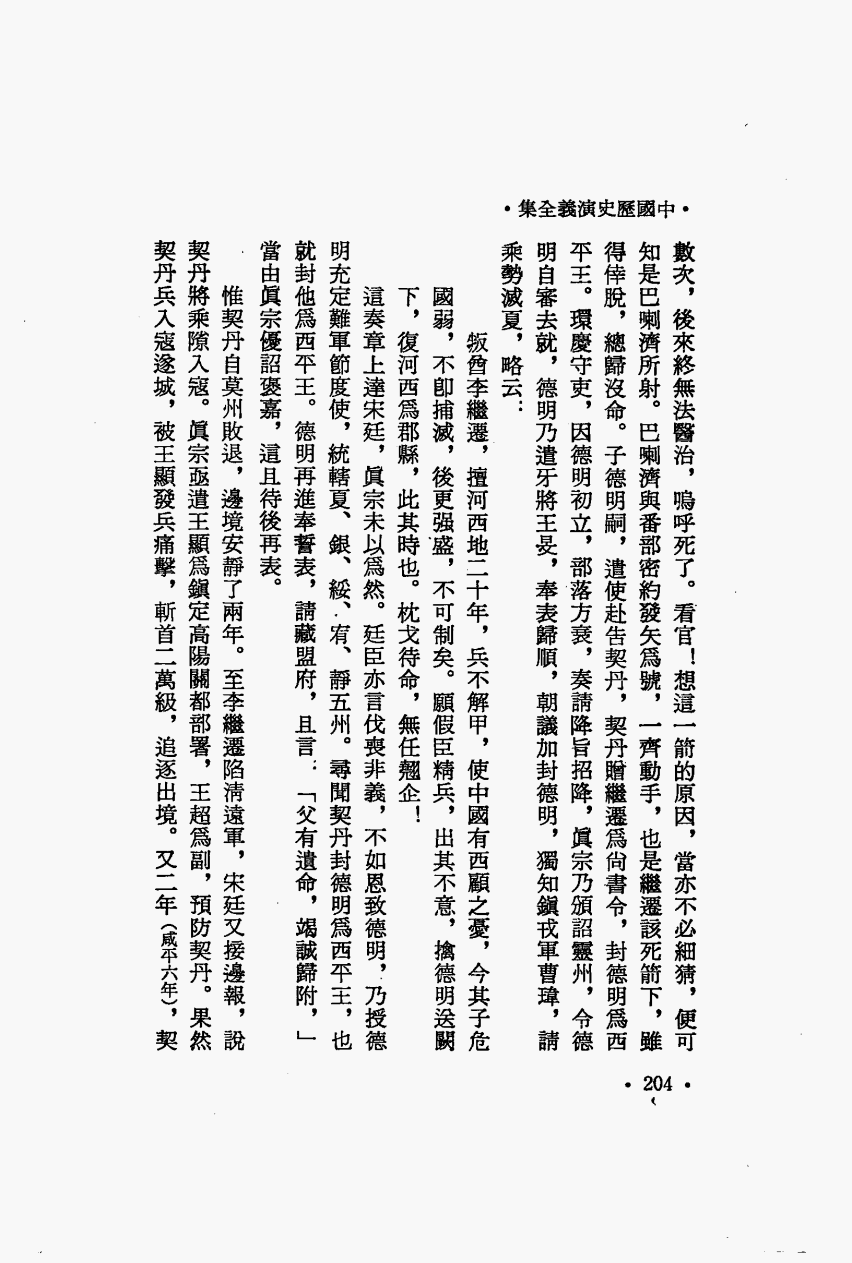 •中國歷史演義全集•
數次，後來終無法醫治，嗚呼死了。看官！想這一箭的原因，當亦不必細猜，便可
知是巴喇濟所射。巴喇濟與番部密約發矢爲號，一齊動手，也是繼遷該死箭下，雖
得倖脫，總歸沒命。子德明嗣，遣使赴告契丹，契丹贈繼遷爲尙書令，封德明爲西
平王。環慶守吏，因德明初立，部落方衰，奏請降旨招降，眞宗乃頒詔靈州，令德
明自審去就，德明乃遣牙將王旻，奉表歸順，朝議加封德明，獨知鎭戎軍曹瑋，請
乘勢滅夏，略云：
叛酋李繼遷，擅河西地二十年，兵不解甲，使中國有西顧之憂，今其子危
國弱，不卽捕滅，後更强盛，不可制矣。願假臣精兵，出其不意，擒德明送闕
下，復河西爲郡縣，此其時也。枕戈待命，無任翹企！
這奏章上達宋廷，眞宗未以爲然。廷臣亦言伐喪非義，不如恩致德明，乃授德
明充定難軍節度使，統轄夏、銀、綏、宥、靜五州。尋聞契丹封德明爲西平王，也
就封他爲西平王。德明再進奉誓表，請藏盟府，且言：「父有遺命，竭誠歸附，」
當由眞宗優詔褒嘉，這且待後再表。
惟契丹自莫州敗退，邊境安靜了兩年。至李繼遷陷淸遠軍，宋廷又接邊報，說
契丹將乘隙入寇。眞宗亟遣王顯爲鎭定高陽關都部署，王超爲副，預防契丹。果然
契丹兵入寇遂城，被王顯發兵痛擊，斬首二萬級，追逐出境。又二年（咸平六年），契
•204•